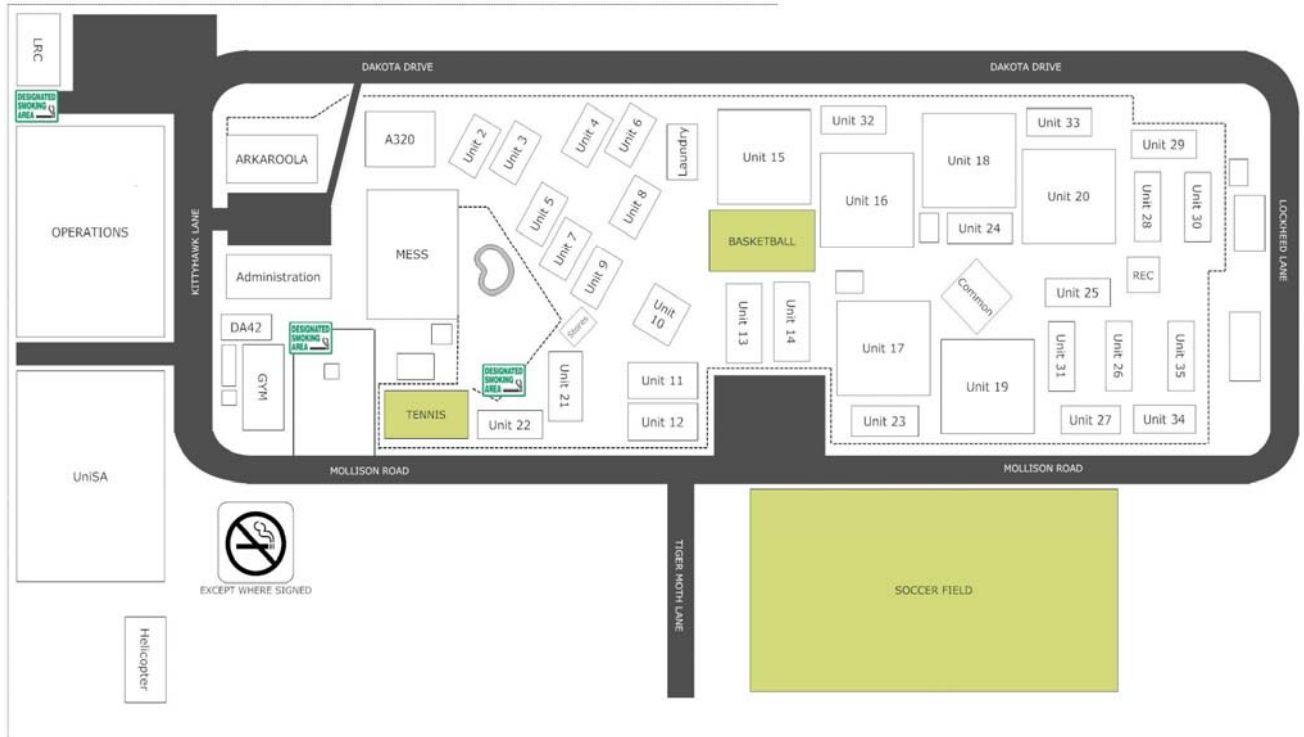 LRC
DESIGNATED
SMOKING
AREA
DAKOTA DRIVE
DAKOTA DRIVE
ARKAROOLA
A320
Unit 2
Unit 3
Unit 4
Unit 6
Laundry
Unit 15
Unit 32
Unit 18
Unit 33
Unit 29
OPERATIONS
KITTYHAWK LANE
MESS
Unit 5
Unit 7
Unit 9
Unit 8
BASKETBALL
Unit 16
Unit 24
Unit 20
Unit 28
Unit 30
LOCKHEED LANE
Administration
DA42
DESIGNATED
SMOKING
AREA
GYM
Stores
Unit
10
Unit 13
Unit 14
Unit 17
Common
Unit 25
REC
DESIGNATED
SMOKING
AREA
Unit 21
Unit 11
Unit 19
Unit 31
Unit 26
Unit 35
TENNIS
Unit 22
Unit 12
Unit 23
Unit 27
Unit 34
UniSA
MOLLISON ROAD
MOLLISON ROAD
EXCEPT WHERE SIGNED
TIGER MOTH LANE
SOCCER FIELD
Helicopter